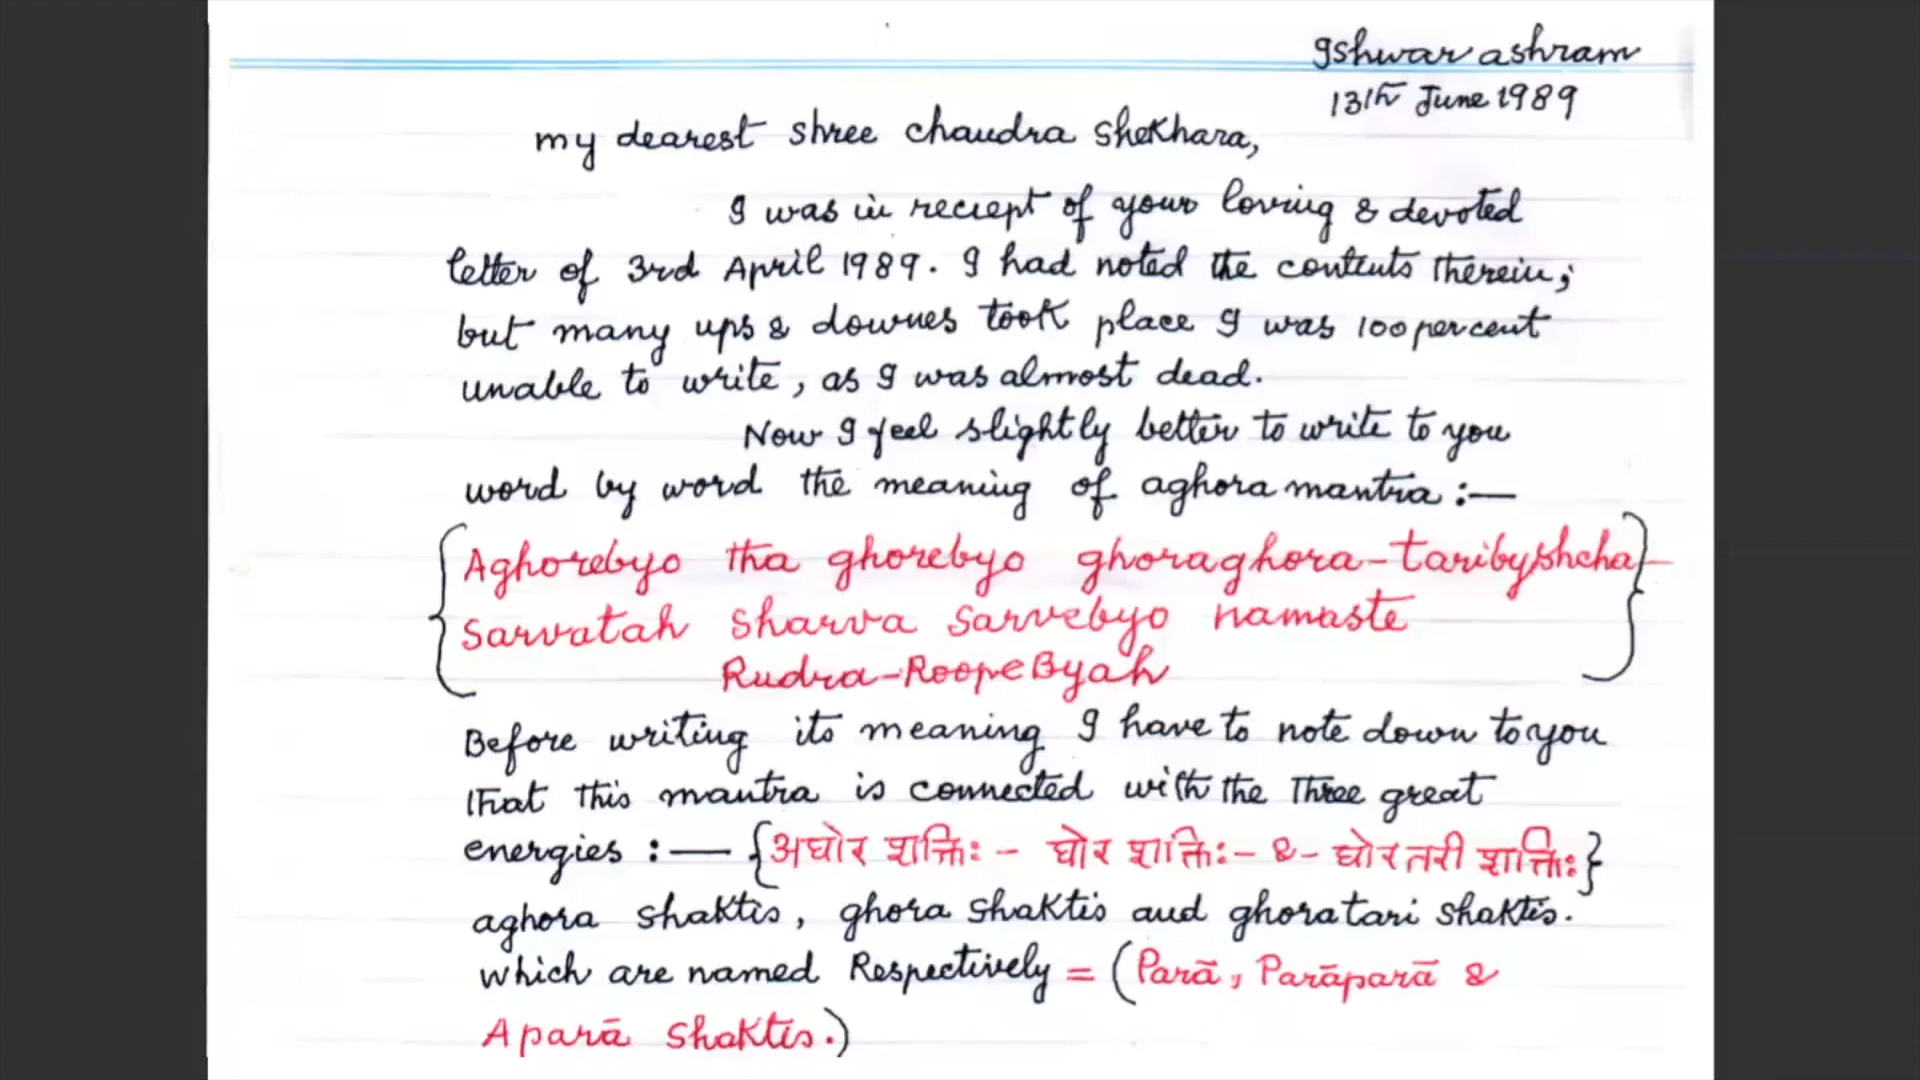 Ishwar ashram
13th June 1989
my dearest shree chandra shekhara,
I was in reciept of your loving & devoted
letter of 3rd April 1989. I had noted the contents therein;
but many ups & downes took place I was 100 percent
unable to write, as I was almost dead.
Now I feel slightly better to write to you
word by word the meaning of aghora mantra :—
{Aghorebyo tha ghorebyo ghoraghora-taribyshcha-
sarvatah sharva sarvebyo namaste
Rudra-RoopeByah}
Before writing its meaning I have to note down to you
that this mantra is connected with the Three great
energies :— {अघोर शक्तिः - घोर शक्तिः - & - घोरतरी शक्तिः}
aghora shaktis, ghora shaktis and ghoratari shaktis.
which are named Respectively = (Parā, Parāparā &
Aparā shaktis.)